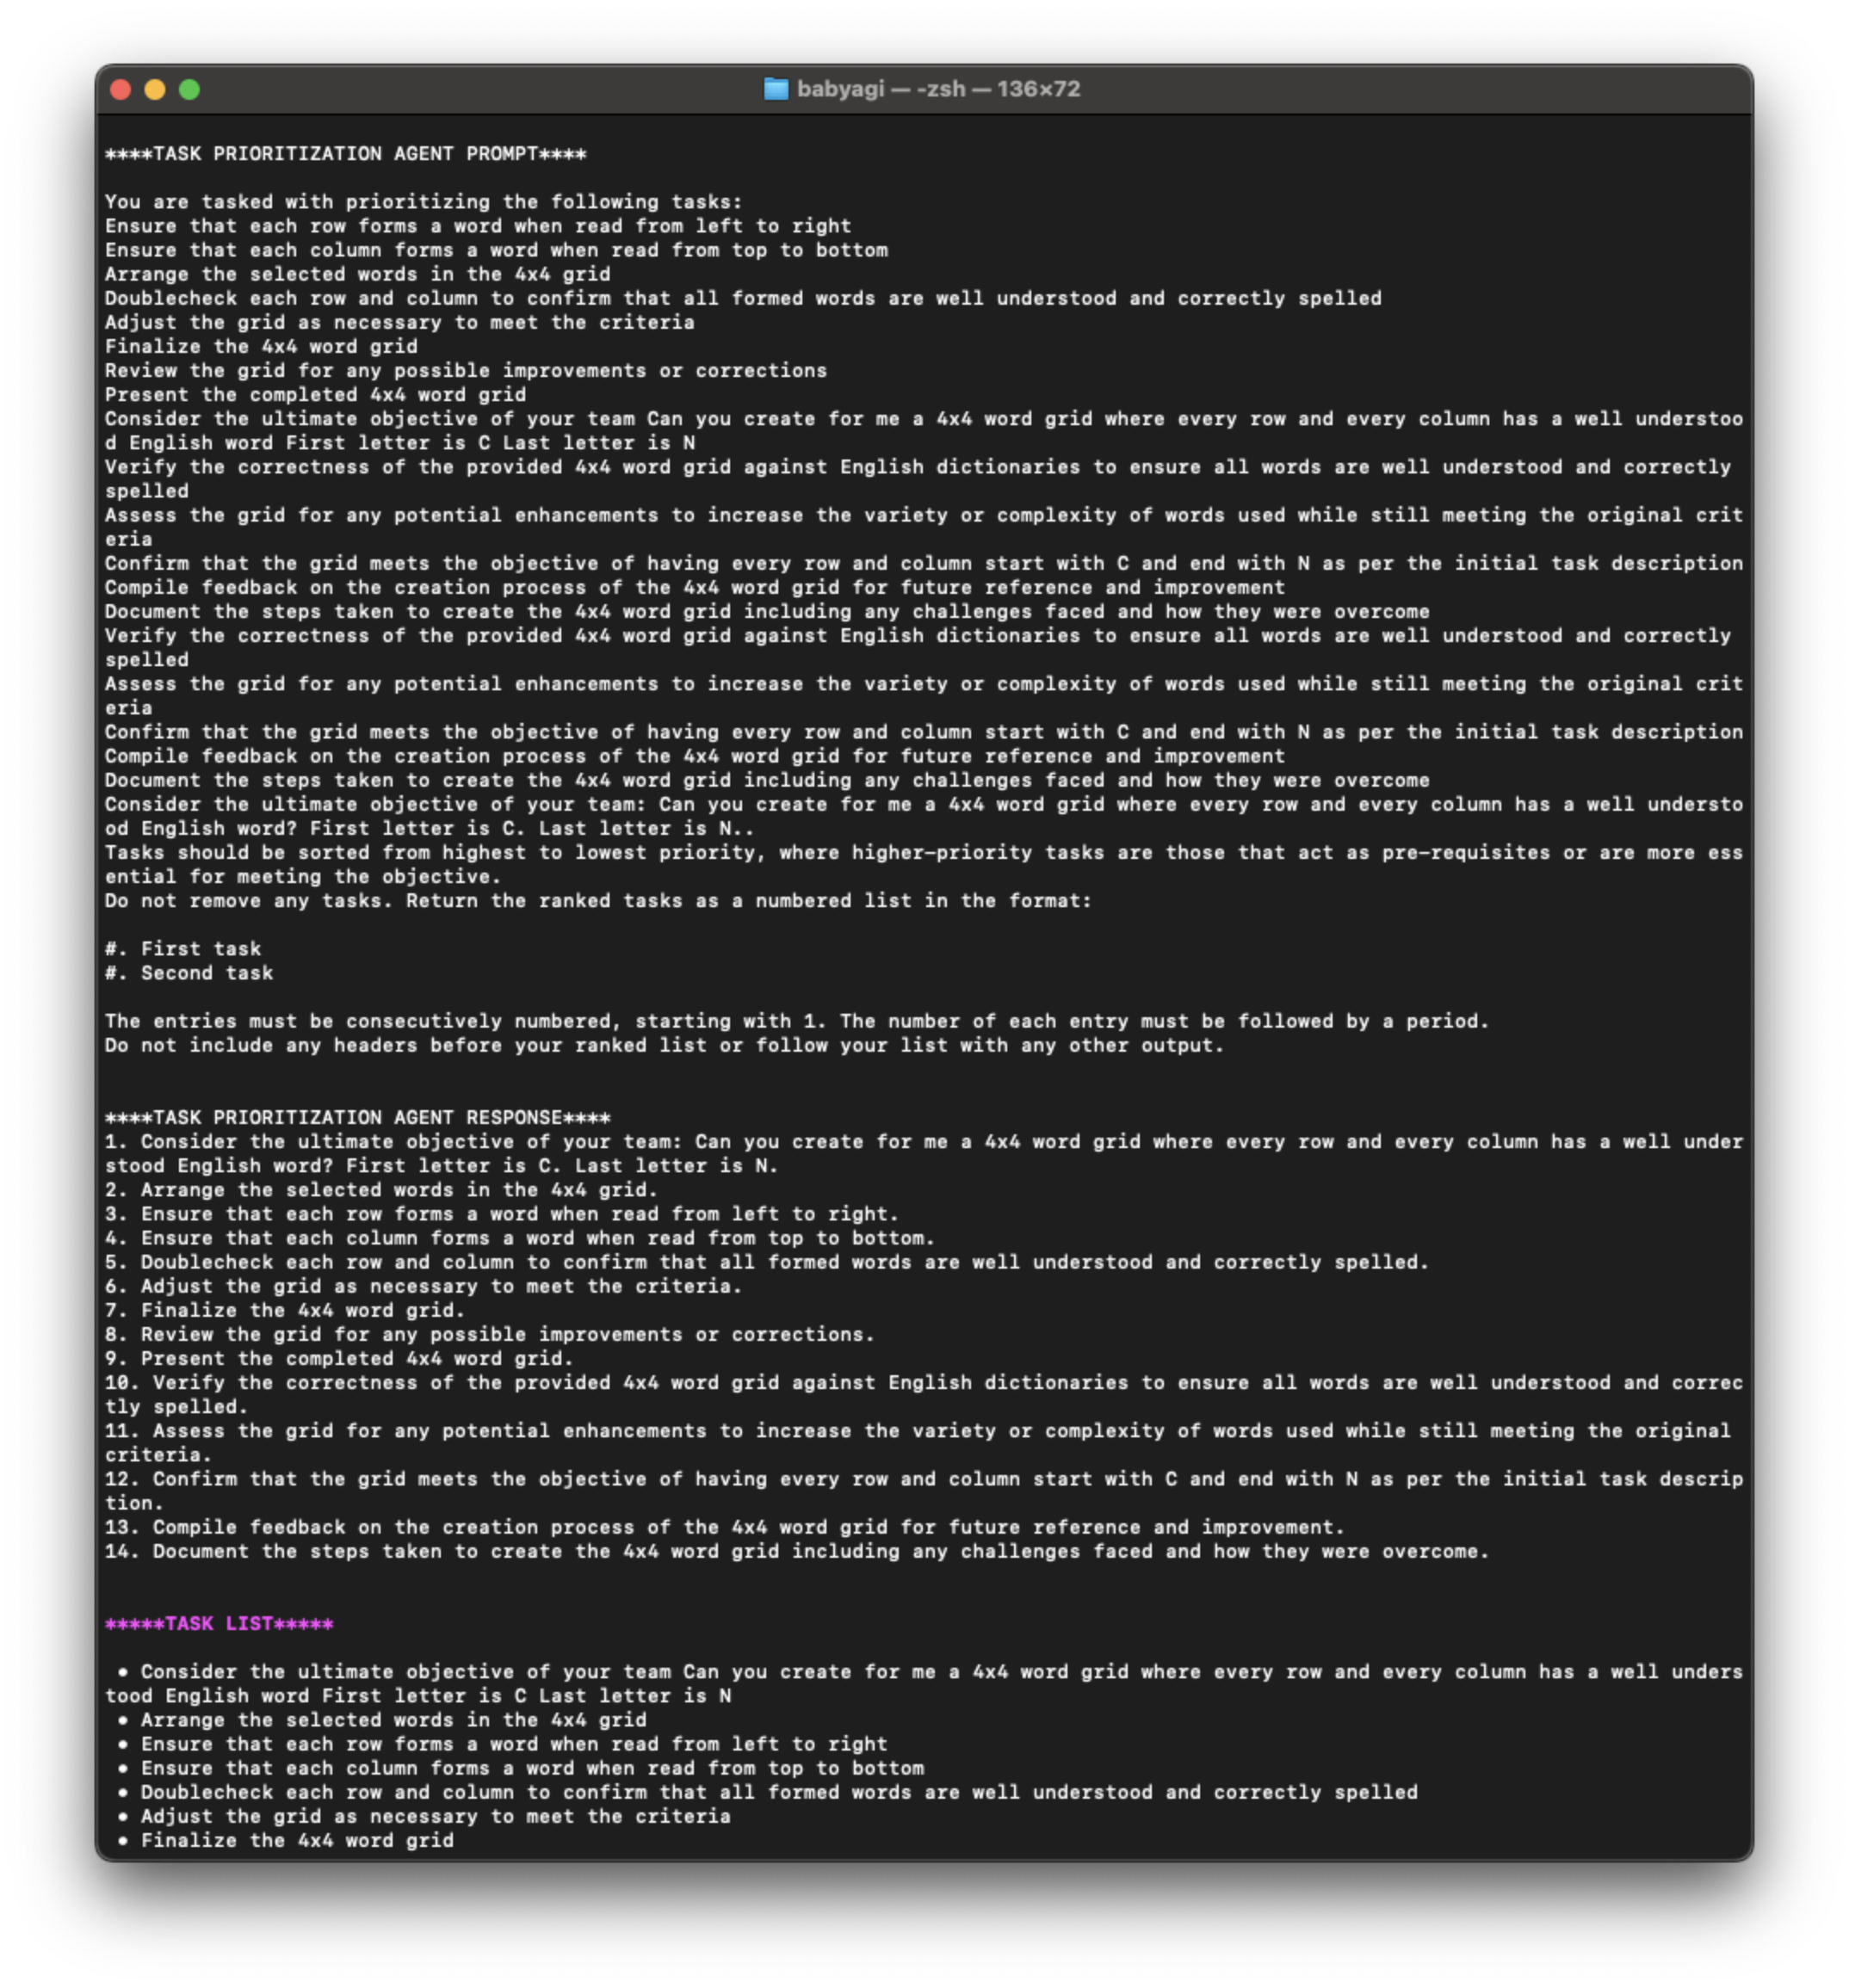 babyagi — -zsh — 136×72
****TASK PRIORITIZATION AGENT PROMPT****
You are tasked with prioritizing the following tasks:
Ensure that each row forms a word when read from left to right
Ensure that each column forms a word when read from top to bottom
Arrange the selected words in the 4x4 grid
Doublecheck each row and column to confirm that all formed words are well understood and correctly spelled
Adjust the grid as necessary to meet the criteria
Finalize the 4x4 word grid
Review the grid for any possible improvements or corrections
Present the completed 4x4 word grid
Consider the ultimate objective of your team Can you create for me a 4x4 word grid where every row and every column has a well understoo
d English word First letter is C Last letter is N
Verify the correctness of the provided 4x4 word grid against English dictionaries to ensure all words are well understood and correctly
spelled
Assess the grid for any potential enhancements to increase the variety or complexity of words used while still meeting the original crit
eria
Confirm that the grid meets the objective of having every row and column start with C and end with N as per the initial task description
Compile feedback on the creation process of the 4x4 word grid for future reference and improvement
Document the steps taken to create the 4x4 word grid including any challenges faced and how they were overcome
Verify the correctness of the provided 4x4 word grid against English dictionaries to ensure all words are well understood and correctly
spelled
Assess the grid for any potential enhancements to increase the variety or complexity of words used while still meeting the original crit
eria
Confirm that the grid meets the objective of having every row and column start with C and end with N as per the initial task description
Compile feedback on the creation process of the 4x4 word grid for future reference and improvement
Document the steps taken to create the 4x4 word grid including any challenges faced and how they were overcome
Consider the ultimate objective of your team: Can you create for me a 4x4 word grid where every row and every column has a well understo
od English word? First letter is C. Last letter is N..
Tasks should be sorted from highest to lowest priority, where higher-priority tasks are those that act as pre-requisites or are more ess
ential for meeting the objective.
Do not remove any tasks. Return the ranked tasks as a numbered list in the format:
#. First task
#. Second task
The entries must be consecutively numbered, starting with 1. The number of each entry must be followed by a period.
Do not include any headers before your ranked list or follow your list with any other output.
****TASK PRIORITIZATION AGENT RESPONSE****
1. Consider the ultimate objective of your team: Can you create for me a 4x4 word grid where every row and every column has a well under
stood English word? First letter is C. Last letter is N.
2. Arrange the selected words in the 4x4 grid.
3. Ensure that each row forms a word when read from left to right.
4. Ensure that each column forms a word when read from top to bottom.
5. Doublecheck each row and column to confirm that all formed words are well understood and correctly spelled.
6. Adjust the grid as necessary to meet the criteria.
7. Finalize the 4x4 word grid.
8. Review the grid for any possible improvements or corrections.
9. Present the completed 4x4 word grid.
10. Verify the correctness of the provided 4x4 word grid against English dictionaries to ensure all words are well understood and correc
tly spelled.
11. Assess the grid for any potential enhancements to increase the variety or complexity of words used while still meeting the original
criteria.
12. Confirm that the grid meets the objective of having every row and column start with C and end with N as per the initial task descrip
tion.
13. Compile feedback on the creation process of the 4x4 word grid for future reference and improvement.
14. Document the steps taken to create the 4x4 word grid including any challenges faced and how they were overcome.
*****TASK LIST*****
• Consider the ultimate objective of your team Can you create for me a 4x4 word grid where every row and every column has a well unders
tood English word First letter is C Last letter is N
• Arrange the selected words in the 4x4 grid
• Ensure that each row forms a word when read from left to right
• Ensure that each column forms a word when read from top to bottom
• Doublecheck each row and column to confirm that all formed words are well understood and correctly spelled
• Adjust the grid as necessary to meet the criteria
• Finalize the 4x4 word grid